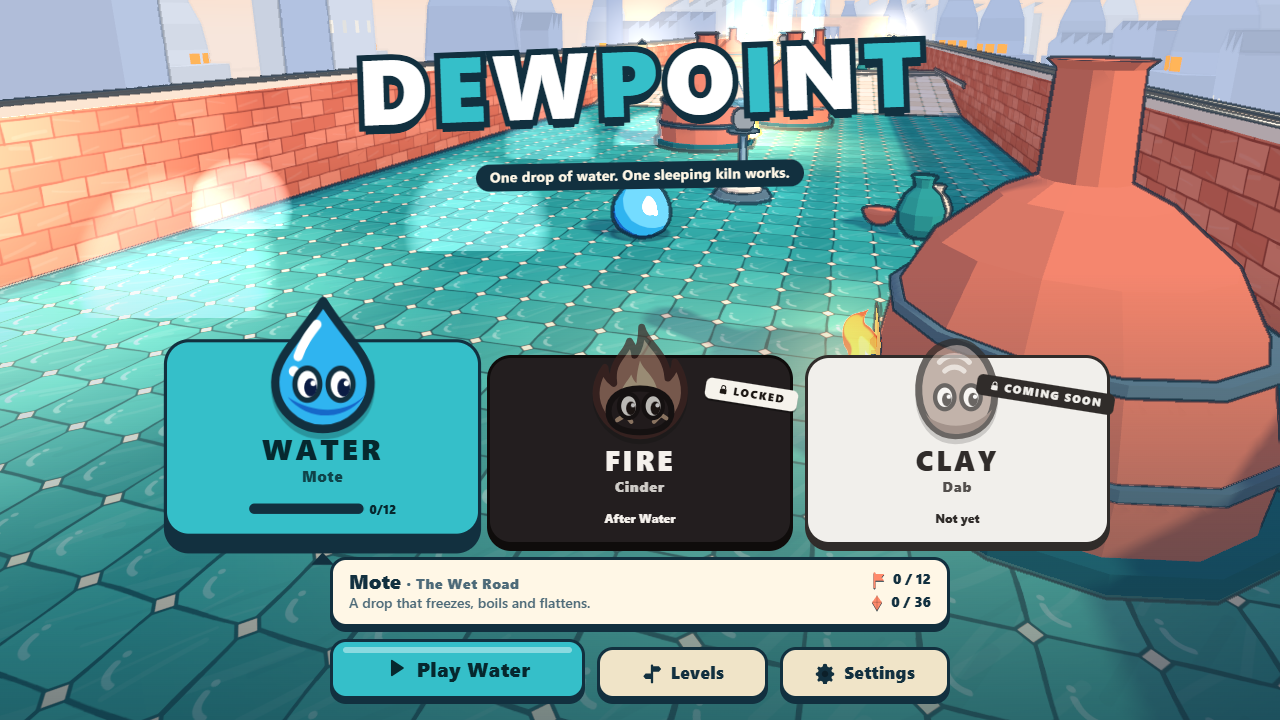 DEWPOINT
One drop of water. One sleeping kiln works.
LOCKED
COMING SOON
WATER
Mote
0/12
FIRE
Cinder
After Water
CLAY
Dab
Not yet
Mote · The Wet Road
A drop that freezes, boils and flattens.
0 / 12
0 / 36
Play Water
Levels
Settings